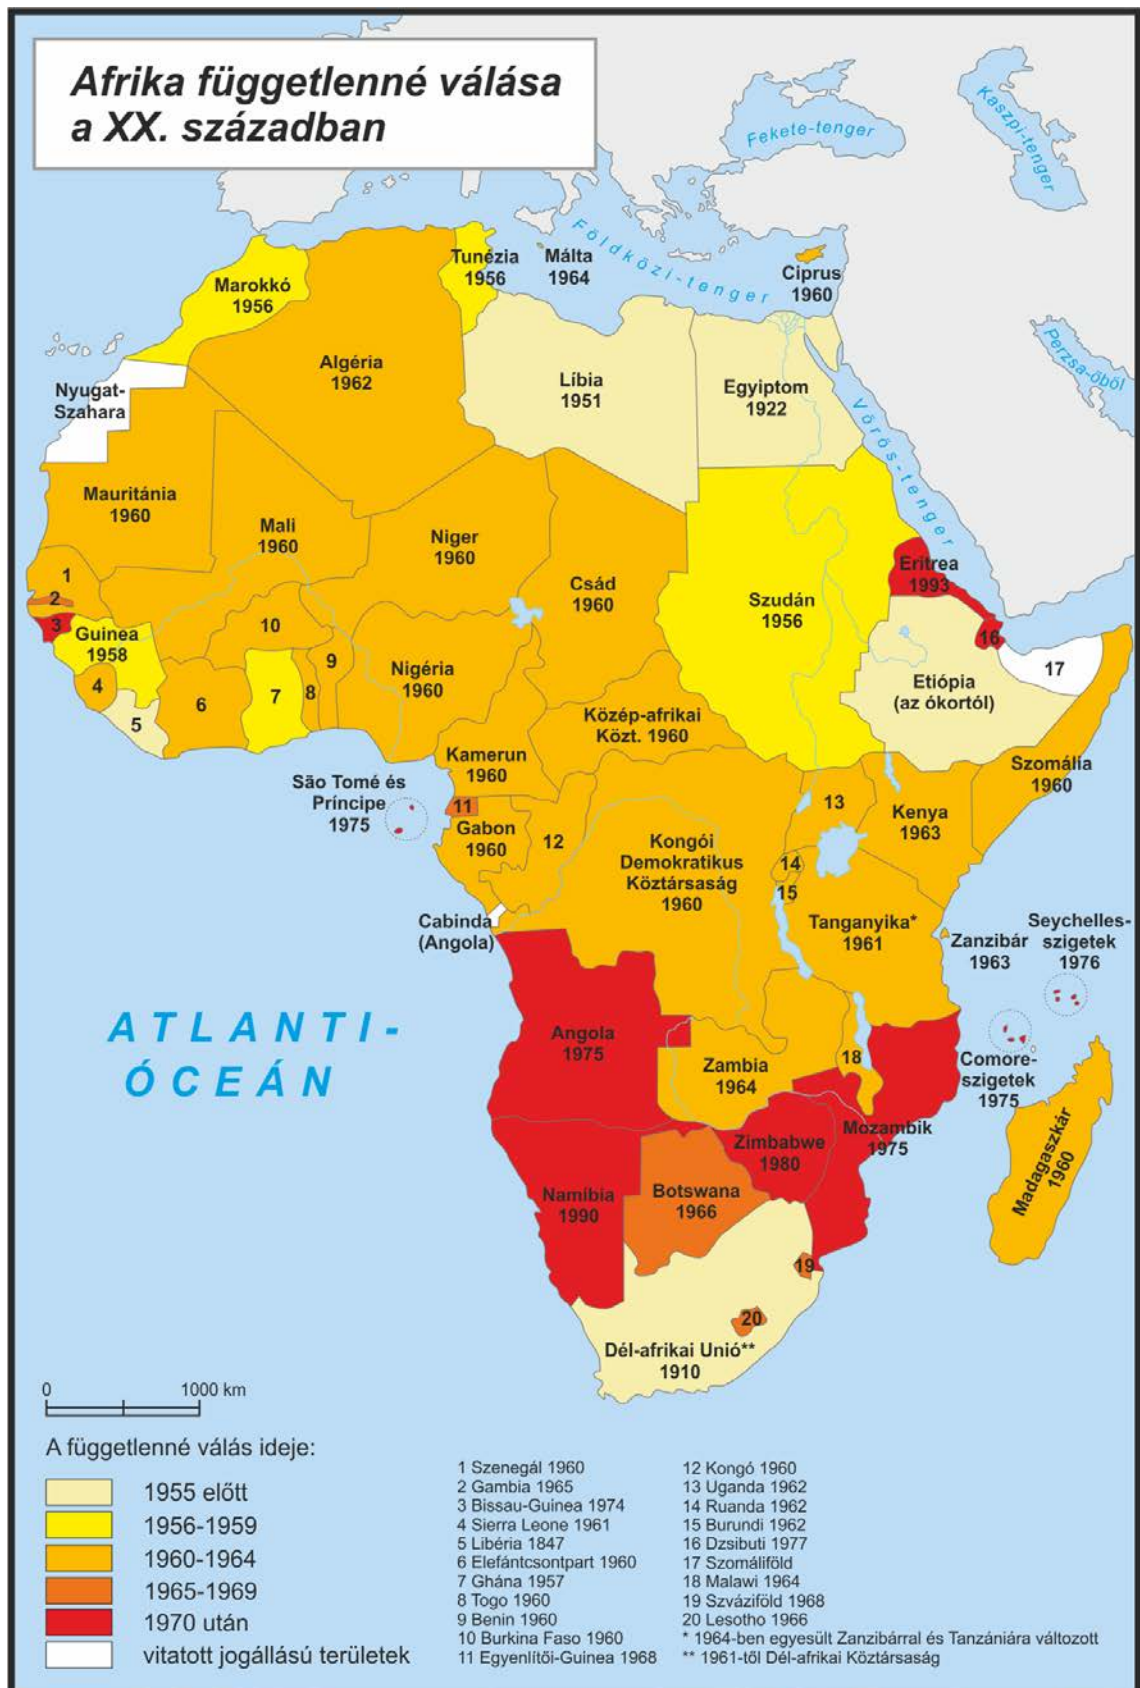 Afrika függetlenné válása
a XX. században
Fekete-tenger
Kaszpi-tenger
Földközi-tenger
Perzsa-öböl
Vörös-tenger
Marokkó
1956
Tunézia
1956
Málta
1964
Ciprus
1960
Algéria
1962
Líbia
1951
Egyiptom
1922
Nyugat-
Szahara
Mauritánia
1960
Mali
1960
Niger
1960
Csád
1960
Szudán
1956
Eritrea
1993
1
2
3
Guinea
1958
4
5
6
7
8
9
10
Nigéria
1960
16
17
Etiópia
(az ókortól)
Közép-afrikai
Közt. 1960
Kamerun
1960
Szomália
1960
São Tomé és
Príncipe
1975
11
Gabon
1960
12
Kongói
Demokratikus
Köztársaság
1960
13
Kenya
1963
14
15
Cabinda
(Angola)
Tanganyika*
1961
Zanzibár
1963
Seychelles-
szigetek
1976
ATLANTI-
ÓCEÁN
Angola
1975
Zambia
1964
18
Comore-
szigetek
1975
Mozambik
1975
Zimbabwe
1980
Madagaszkár
1960
Namíbia
1990
Botswana
1966
19
20
Dél-afrikai Unió**
1910
0 1000 km
A függetlenné válás ideje:
1955 előtt
1956-1959
1960-1964
1965-1969
1970 után
vitatott jogállású területek
1 Szenegál 1960
2 Gambia 1965
3 Bissau-Guinea 1974
4 Sierra Leone 1961
5 Libéria 1847
6 Elefántcsontpart 1960
7 Ghána 1957
8 Togo 1960
9 Benin 1960
10 Burkina Faso 1960
11 Egyenlítői-Guinea 1968
12 Kongó 1960
13 Uganda 1962
14 Ruanda 1962
15 Burundi 1962
16 Dzsibuti 1977
17 Szomáliföld
18 Malawi 1964
19 Szváziföld 1968
20 Lesotho 1966
* 1964-ben egyesült Zanzibárral és Tanzániára változott
** 1961-től Dél-afrikai Köztársaság